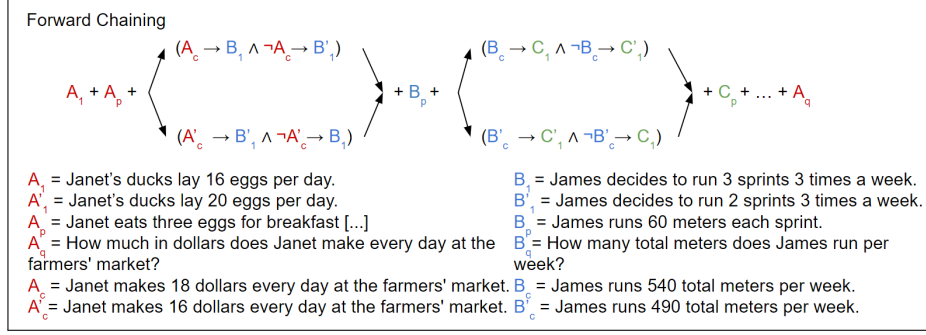 Forward Chaining
(A_c → B_1 ∧ ¬A_c → B'_1) (B_c → C_1 ∧ ¬B_c → C'_1)
A_1 + A_p + + B_p + + C_p + ... + A_q
(A'_c → B'_1 ∧ ¬A'_c → B_1) (B'_c → C'_1 ∧ ¬B'_c → C_1)
A_1 = Janet's ducks lay 16 eggs per day.
A'_1 = Janet's ducks lay 20 eggs per day.
A_p = Janet eats three eggs for breakfast [...]
A_q = How much in dollars does Janet make every day at the
farmers' market?
A_c = Janet makes 18 dollars every day at the farmers' market.
A'_c = Janet makes 16 dollars every day at the farmers' market.
B_1 = James decides to run 3 sprints 3 times a week.
B'_1 = James decides to run 2 sprints 3 times a week.
B_p = James runs 60 meters each sprint.
B_q = How many total meters does James run per
week?
B_c = James runs 540 total meters per week.
B'_c = James runs 490 total meters per week.